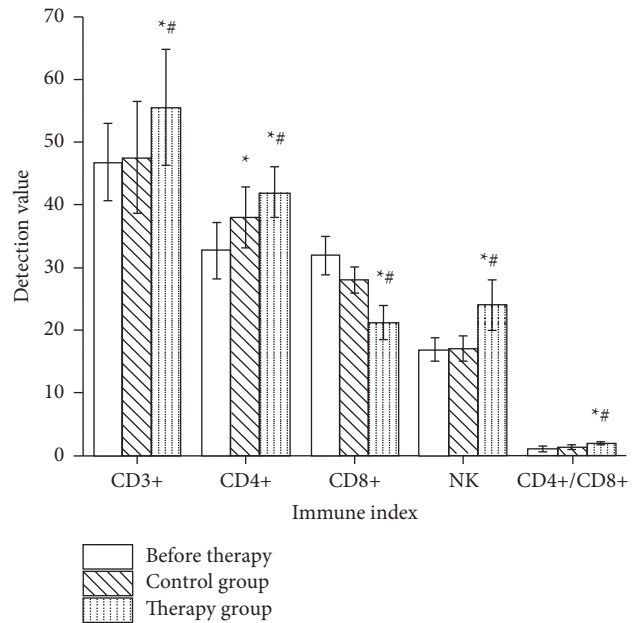 70
60
50
40
30
20
10
0
Detection value
*#
*
*#
*#
*#
*#
CD3+ CD4+ CD8+ NK CD4+/CD8+
Immune index
Before therapy
Control group
Therapy group